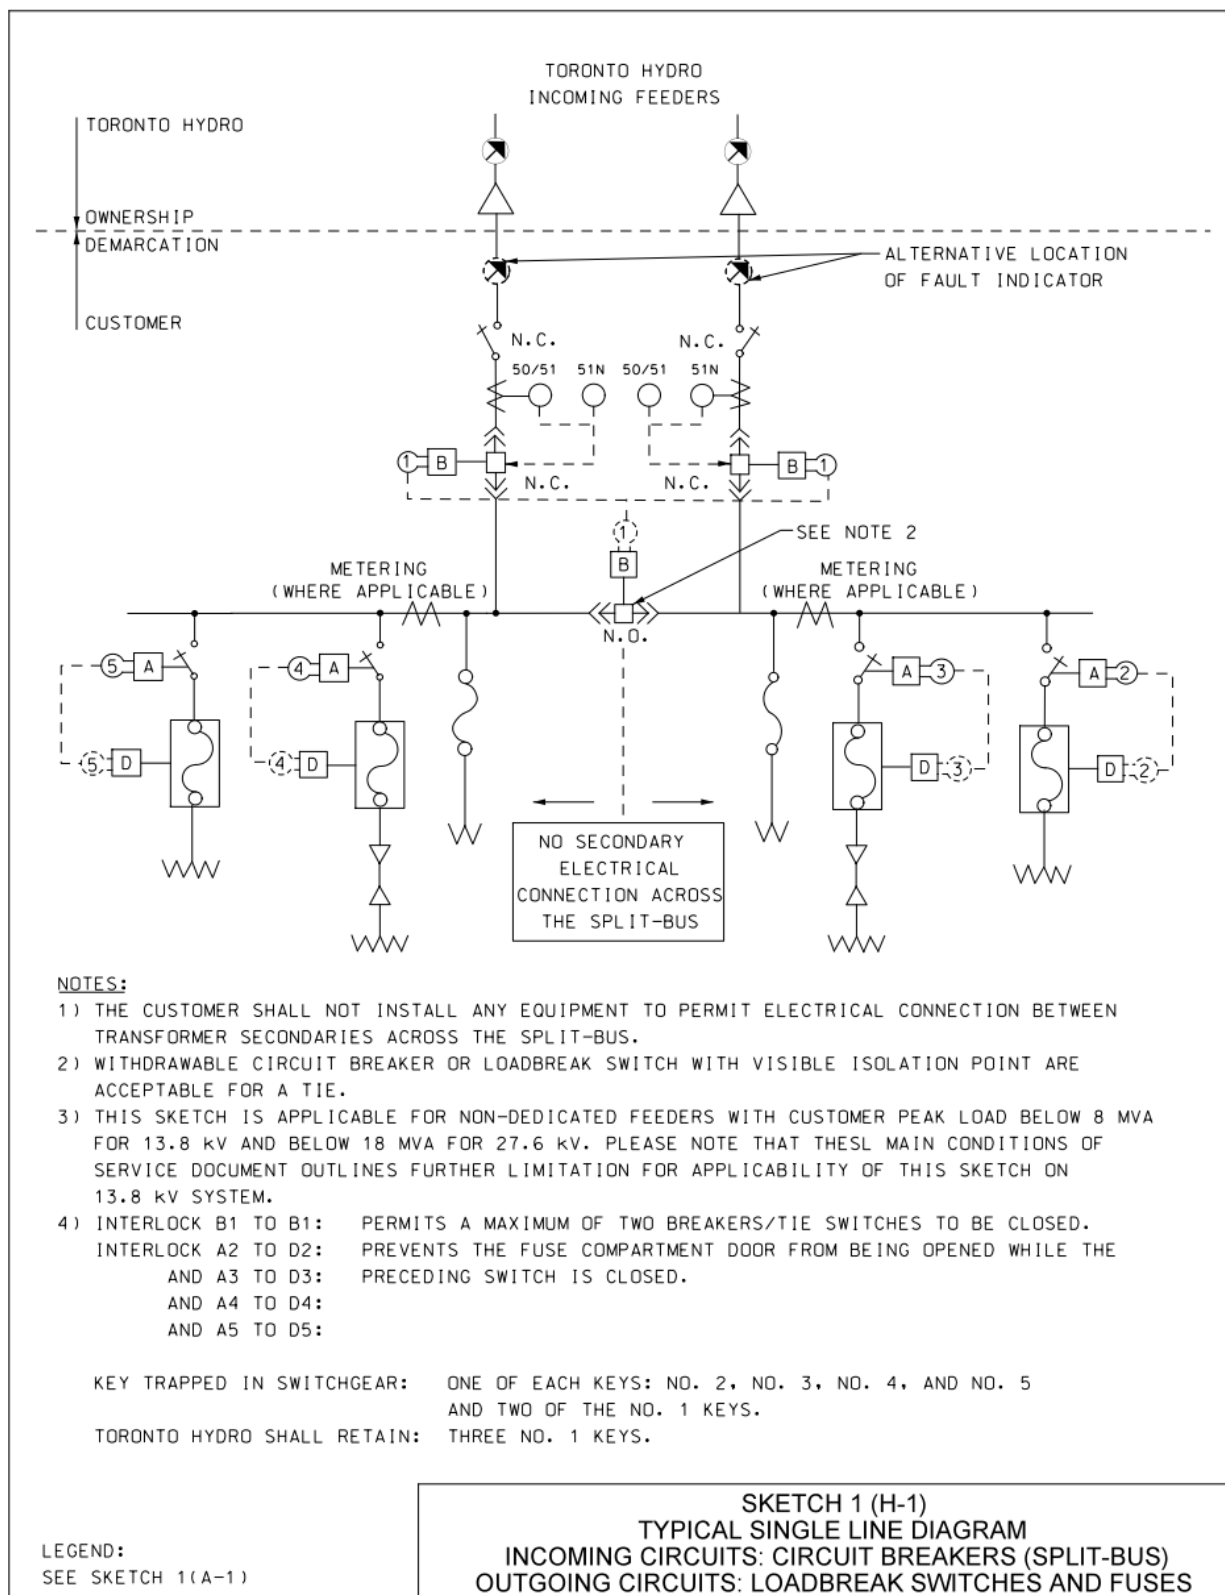 TORONTO HYDRO
INCOMING FEEDERS
TORONTO HYDRO
OWNERSHIP
DEMARCATION
ALTERNATIVE LOCATION
OF FAULT INDICATOR
CUSTOMER
N.C.
N.C.
50/51
51N
50/51
51N
1
B
B
1
N.C.
N.C.
1
SEE NOTE 2
B
METERING
(WHERE APPLICABLE)
METERING
(WHERE APPLICABLE)
N.O.
5
A
4
A
A
3
A
2
5
D
4
D
D
3
D
2
NO SECONDARY
ELECTRICAL
CONNECTION ACROSS
THE SPLIT-BUS
NOTES:
1) THE CUSTOMER SHALL NOT INSTALL ANY EQUIPMENT TO PERMIT ELECTRICAL CONNECTION BETWEEN
TRANSFORMER SECONDARIES ACROSS THE SPLIT-BUS.
2) WITHDRAWABLE CIRCUIT BREAKER OR LOADBREAK SWITCH WITH VISIBLE ISOLATION POINT ARE
ACCEPTABLE FOR A TIE.
3) THIS SKETCH IS APPLICABLE FOR NON-DEDICATED FEEDERS WITH CUSTOMER PEAK LOAD BELOW 8 MVA
FOR 13.8 kV AND BELOW 18 MVA FOR 27.6 kV. PLEASE NOTE THAT THESL MAIN CONDITIONS OF
SERVICE DOCUMENT OUTLINES FURTHER LIMITATION FOR APPLICABILITY OF THIS SKETCH ON
13.8 kV SYSTEM.
4) INTERLOCK B1 TO B1: PERMITS A MAXIMUM OF TWO BREAKERS/TIE SWITCHES TO BE CLOSED.
INTERLOCK A2 TO D2: PREVENTS THE FUSE COMPARTMENT DOOR FROM BEING OPENED WHILE THE
AND A3 TO D3: PRECEDING SWITCH IS CLOSED.
AND A4 TO D4:
AND A5 TO D5:
KEY TRAPPED IN SWITCHGEAR: ONE OF EACH KEYS: NO. 2, NO. 3, NO. 4, AND NO. 5
AND TWO OF THE NO. 1 KEYS.
TORONTO HYDRO SHALL RETAIN: THREE NO. 1 KEYS.
LEGEND:
SEE SKETCH 1(A-1)
SKETCH 1 (H-1)
TYPICAL SINGLE LINE DIAGRAM
INCOMING CIRCUITS: CIRCUIT BREAKERS (SPLIT-BUS)
OUTGOING CIRCUITS: LOADBREAK SWITCHES AND FUSES